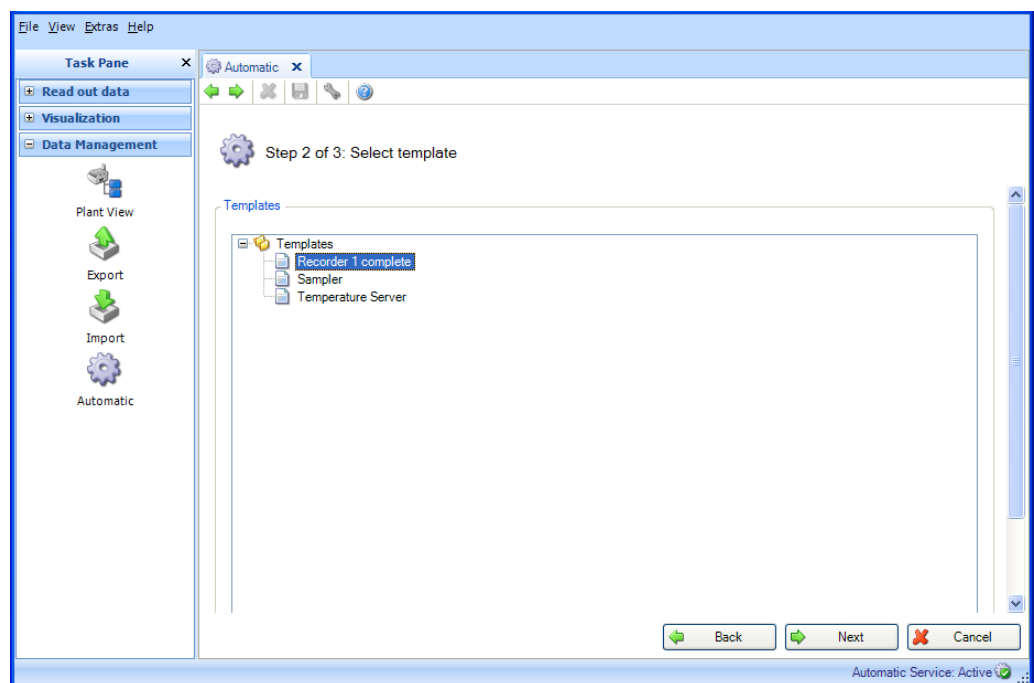 File View Extras Help
Task Pane
Automatic
Read out data
Visualization
Data Management
Plant View
Export
Import
Automatic
Step 2 of 3: Select template
Templates
Templates
Recorder 1 complete
Sampler
Temperature Server
Back Next Cancel
Automatic Service: Active